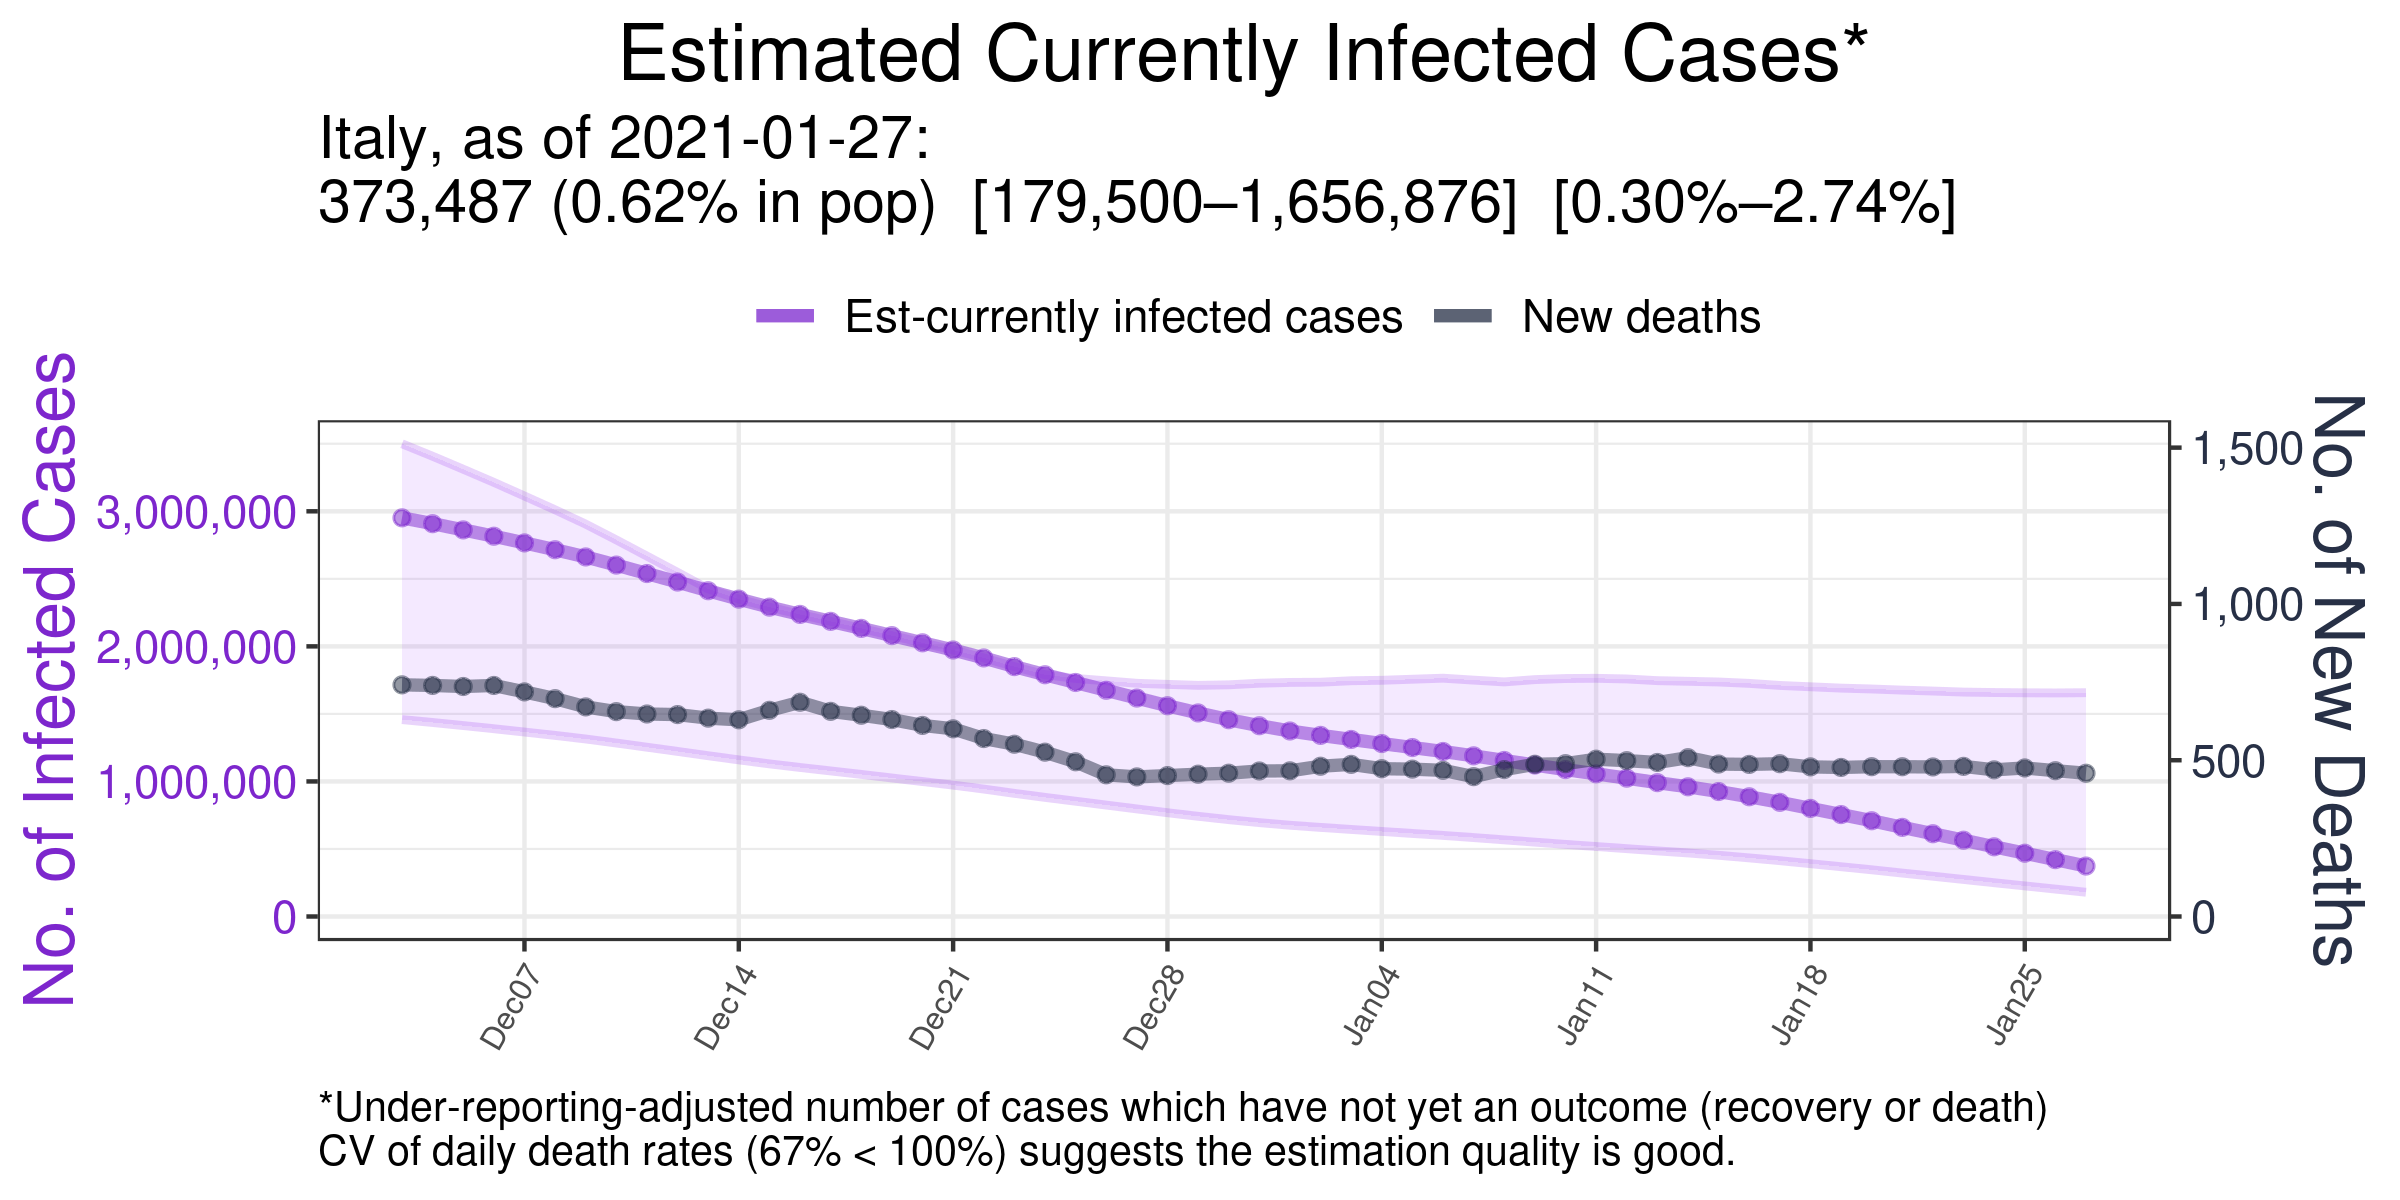 Estimated Currently Infected Cases*
Italy, as of 2021-01-27:
373,487 (0.62% in pop)  [179,500–1,656,876]  [0.30%–2.74%]
Est-currently infected cases
New deaths
No. of Infected Cases
3,000,000
2,000,000
1,000,000
0
1,500
1,000
500
0
No. of New Deaths
Dec07
Dec14
Dec21
Dec28
Jan04
Jan11
Jan18
Jan25
*Under-reporting-adjusted number of cases which have not yet an outcome (recovery or death)
CV of daily death rates (67% < 100%) suggests the estimation quality is good.